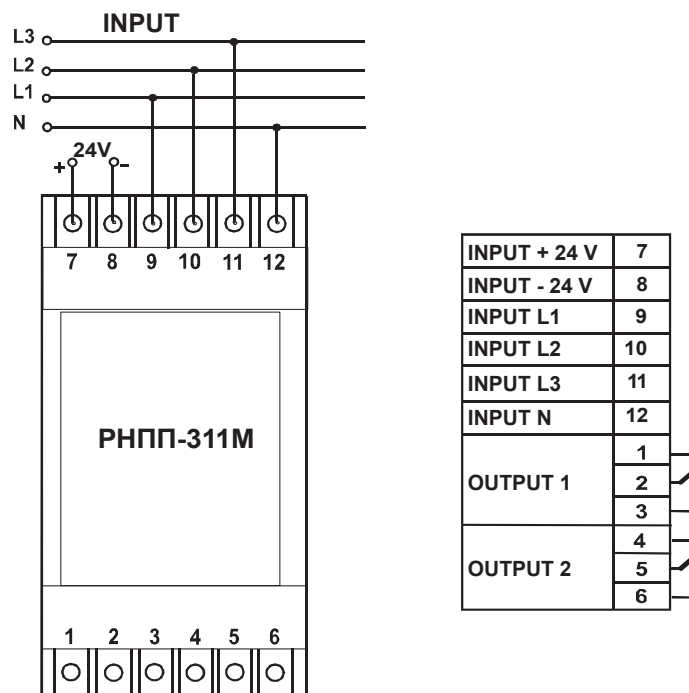 INPUT
L3
L2
L1
N
24V
+ -
7 8 9 10 11 12
РНПП-311М
1 2 3 4 5 6
INPUT + 24 V 7
INPUT - 24 V 8
INPUT L1 9
INPUT L2 10
INPUT L3 11
INPUT N 12
OUTPUT 1
1
2
3
OUTPUT 2
4
5
6